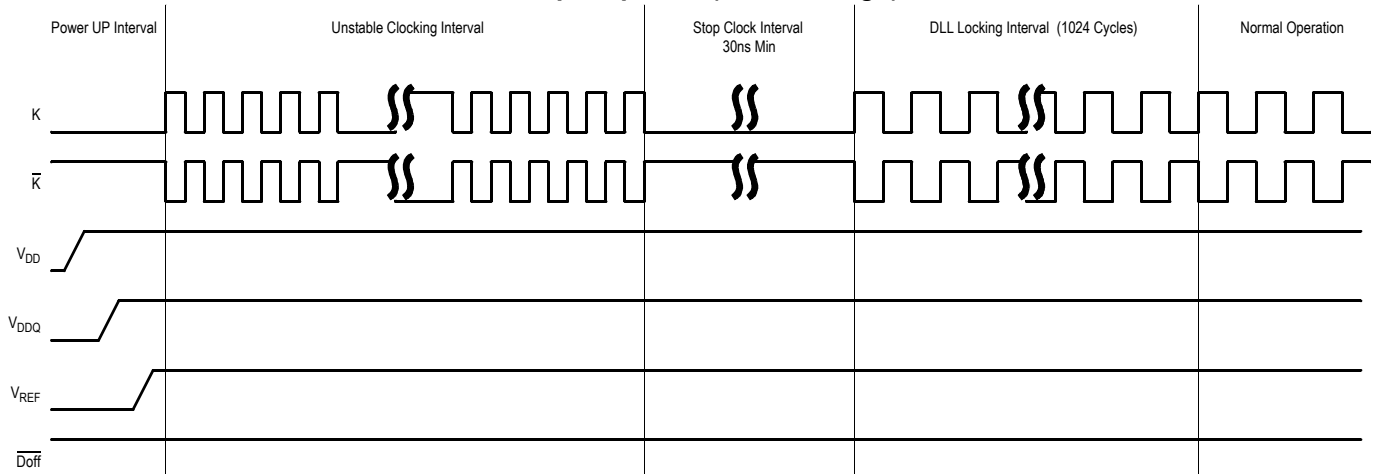 Power UP Interval
Unstable Clocking Interval
Stop Clock Interval
30ns Min
DLL Locking Interval (1024 Cycles)
Normal Operation
K
K̅
VDD
VDDQ
VREF
D̅o̅f̅f̅